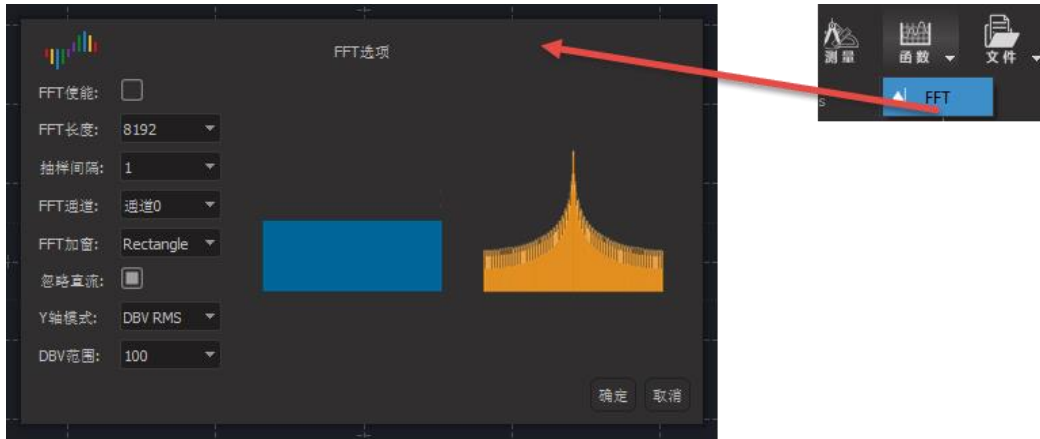 FFT选项
FFT使能:
FFT长度: 8192
抽样间隔: 1
FFT通道: 通道0
FFT加窗: Rectangle
忽略直流:
Y轴模式: DBV RMS
DBV范围: 100
确定 取消
测量 函数 文件
s
FFT